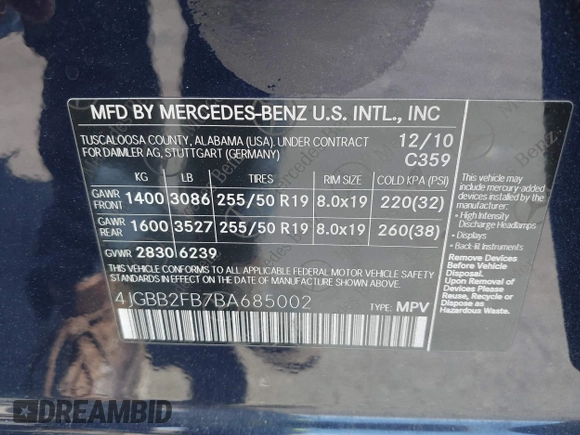 MFD BY MERCEDES-BENZ U.S. INTL., INC
TUSCALOOSA COUNTY, ALABAMA (USA). UNDER CONTRACT
FOR DAIMLER AG, STUTTGART (GERMANY)
12/10
C359
KG LB TIRES RIM SIZE COLD KPA (PSI)
GAWR FRONT 1400 3086 255/50 R19 8.0x19 220(32)
GAWR REAR 1600 3527 255/50 R19 8.0x19 260(38)
GVWR 2830 6239
THIS VEHICLE CONFORMS TO ALL APPLICABLE FEDERAL MOTOR VEHICLE
SAFETY STANDARDS IN EFFECT ON THE DATE OF MANUFACTURE SHOWN ABOVE.
4JGBB2FB7BA685002
TYPE: MPV
This vehicle may
include mercury-added
devices installed by the
manufacturer:
• High Intensity
Discharge Headlamps
• Displays
• Back-lit Instruments
Remove Devices
Before Vehicle
Disposal.
Upon Removal of
Devices Please
Reuse, Recycle or
Dispose as
Hazardous Waste.
DREAMBID